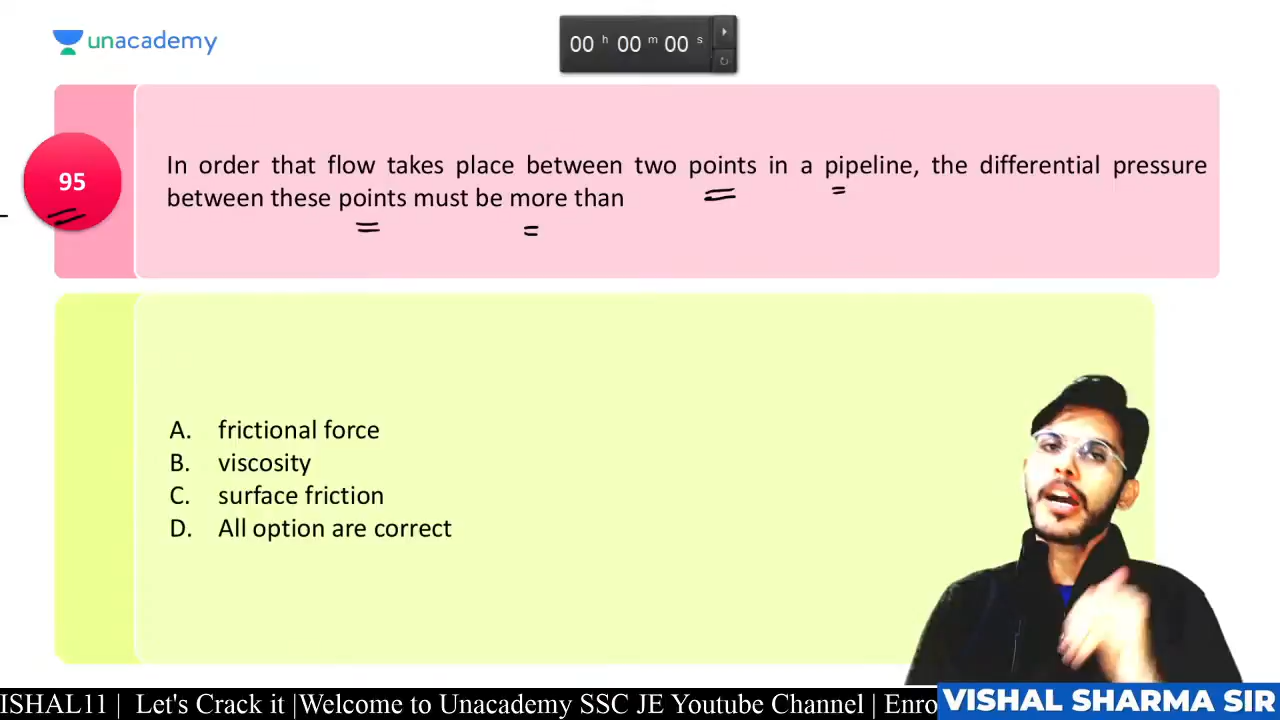 unacademy
00 h 00 m 00 s
95
In order that flow takes place between two points in a pipeline, the differential pressure
between these points must be more than
A. frictional force
B. viscosity
C. surface friction
D. All option are correct
ISHAL11 | Let's Crack it |Welcome to Unacademy SSC JE Youtube Channel | Enro
VISHAL SHARMA SIR